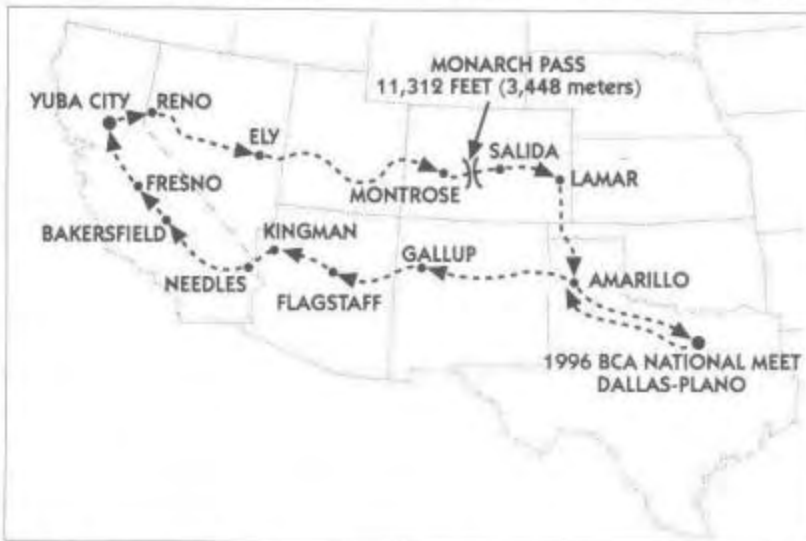 MONARCH PASS
11,312 FEET (3,448 meters)
YUBA CITY
RENO
ELY
SALIDA
MONTROSE
LAMAR
FRESNO
BAKERSFIELD
KINGMAN
GALLUP
NEEDLES
FLAGSTAFF
AMARILLO
1996 BCA NATIONAL MEET
DALLAS-PLANO